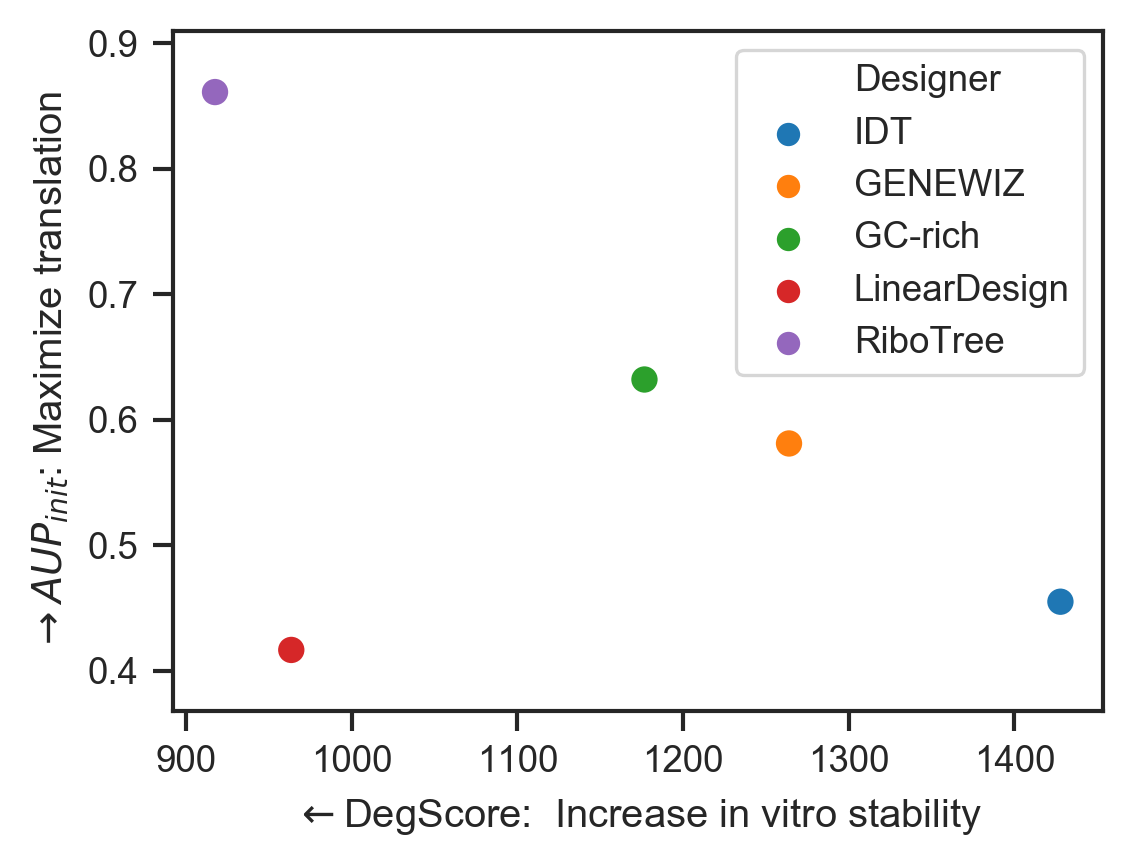 0.9
0.8
0.7
0.6
0.5
0.4
→ AUP_init: Maximize translation
Designer
IDT
GENEWIZ
GC-rich
LinearDesign
RiboTree
900 1000 1100 1200 1300 1400
← DegScore: Increase in vitro stability